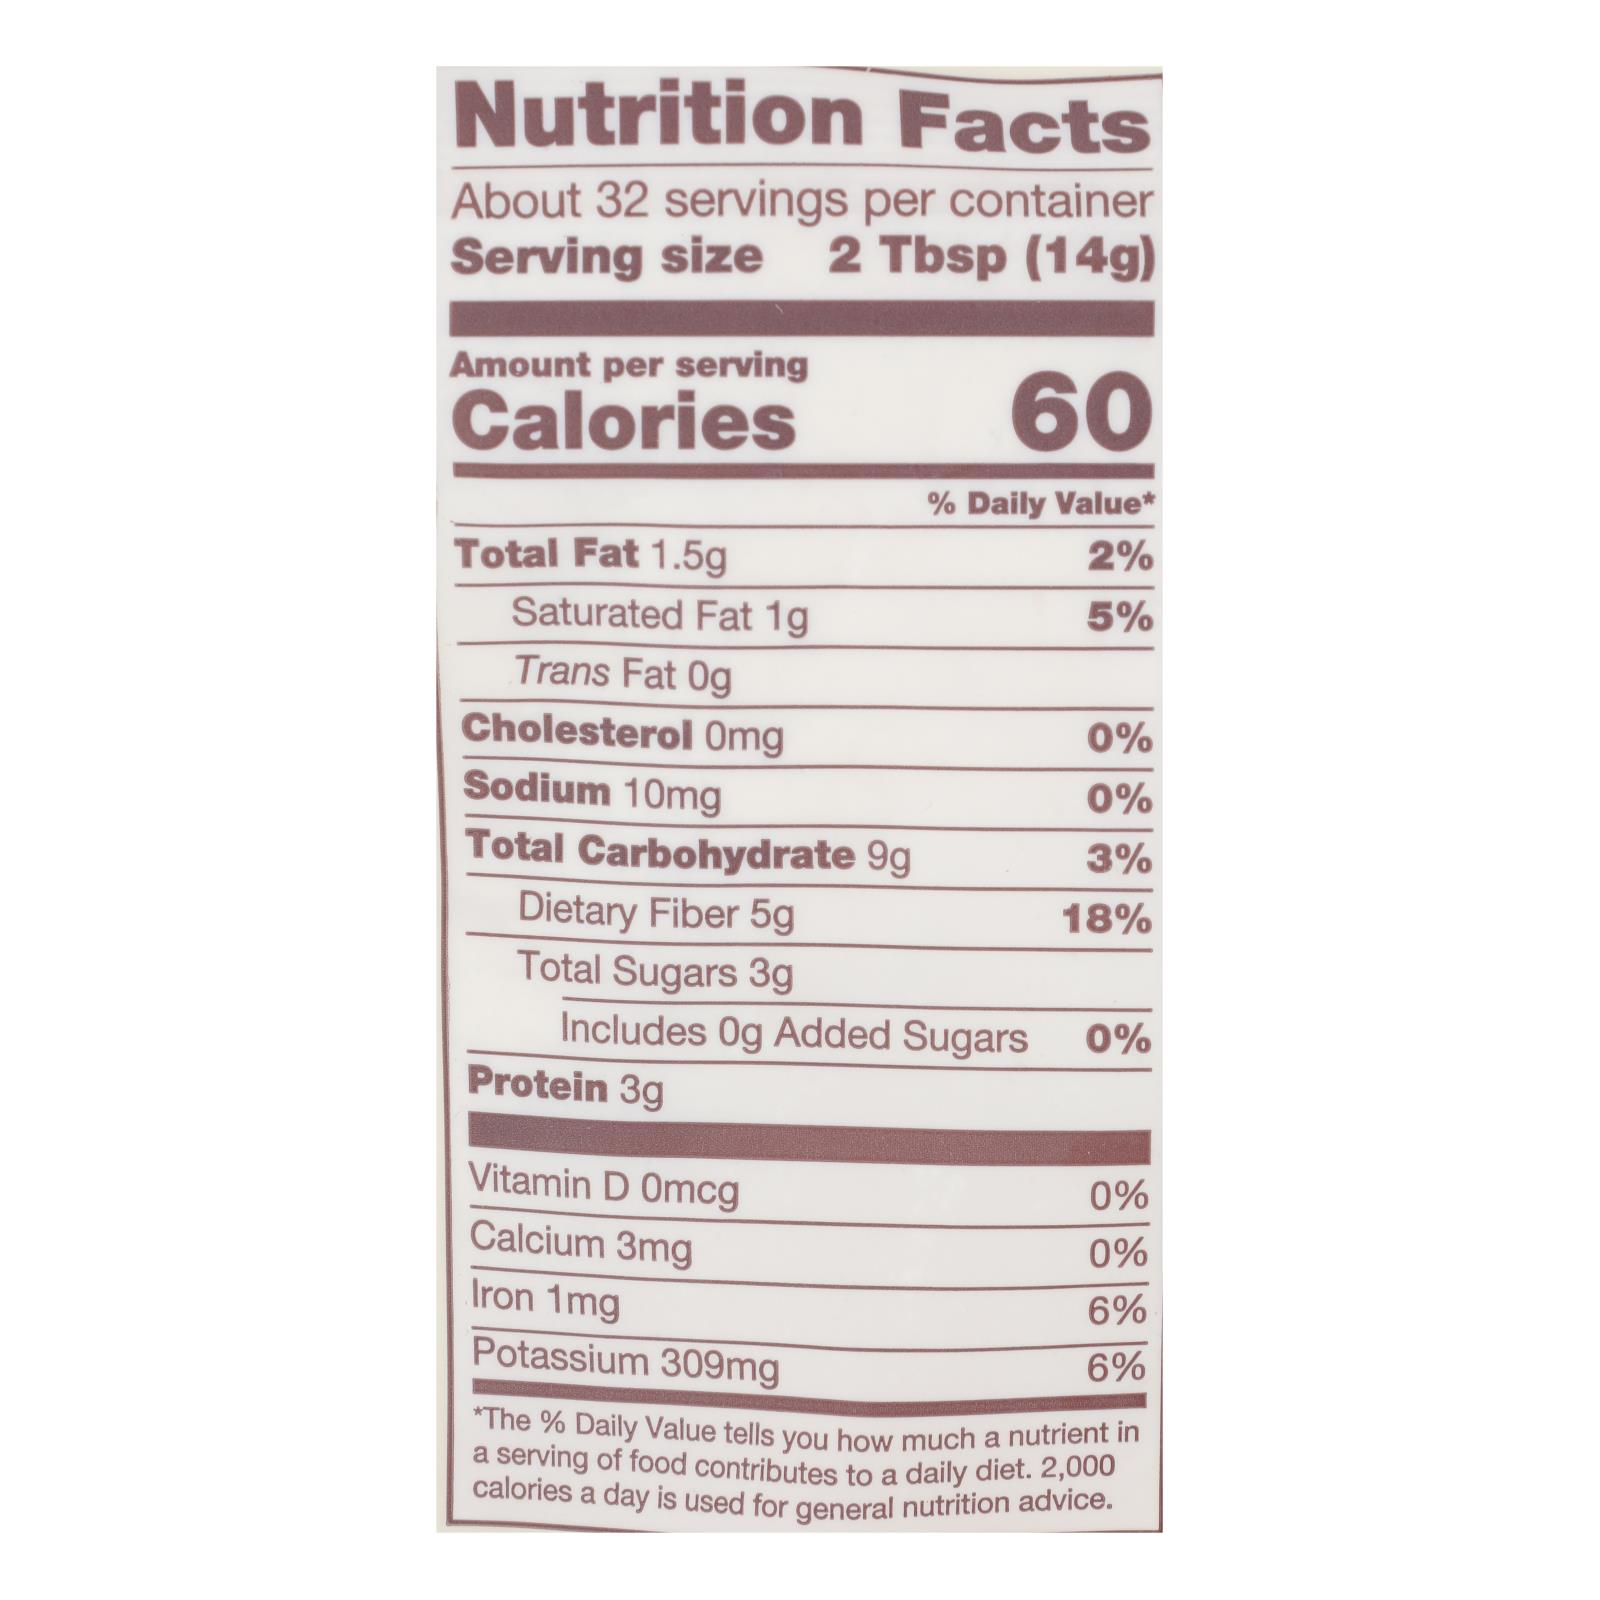 Nutrition Facts
About 32 servings per container
Serving size 2 Tbsp (14g)
Amount per serving
Calories 60
% Daily Value*
Total Fat 1.5g 2%
Saturated Fat 1g 5%
Trans Fat 0g
Cholesterol 0mg 0%
Sodium 10mg 0%
Total Carbohydrate 9g 3%
Dietary Fiber 5g 18%
Total Sugars 3g
Includes 0g Added Sugars 0%
Protein 3g
Vitamin D 0mcg 0%
Calcium 3mg 0%
Iron 1mg 6%
Potassium 309mg 6%
*The % Daily Value tells you how much a nutrient in
a serving of food contributes to a daily diet. 2,000
calories a day is used for general nutrition advice.